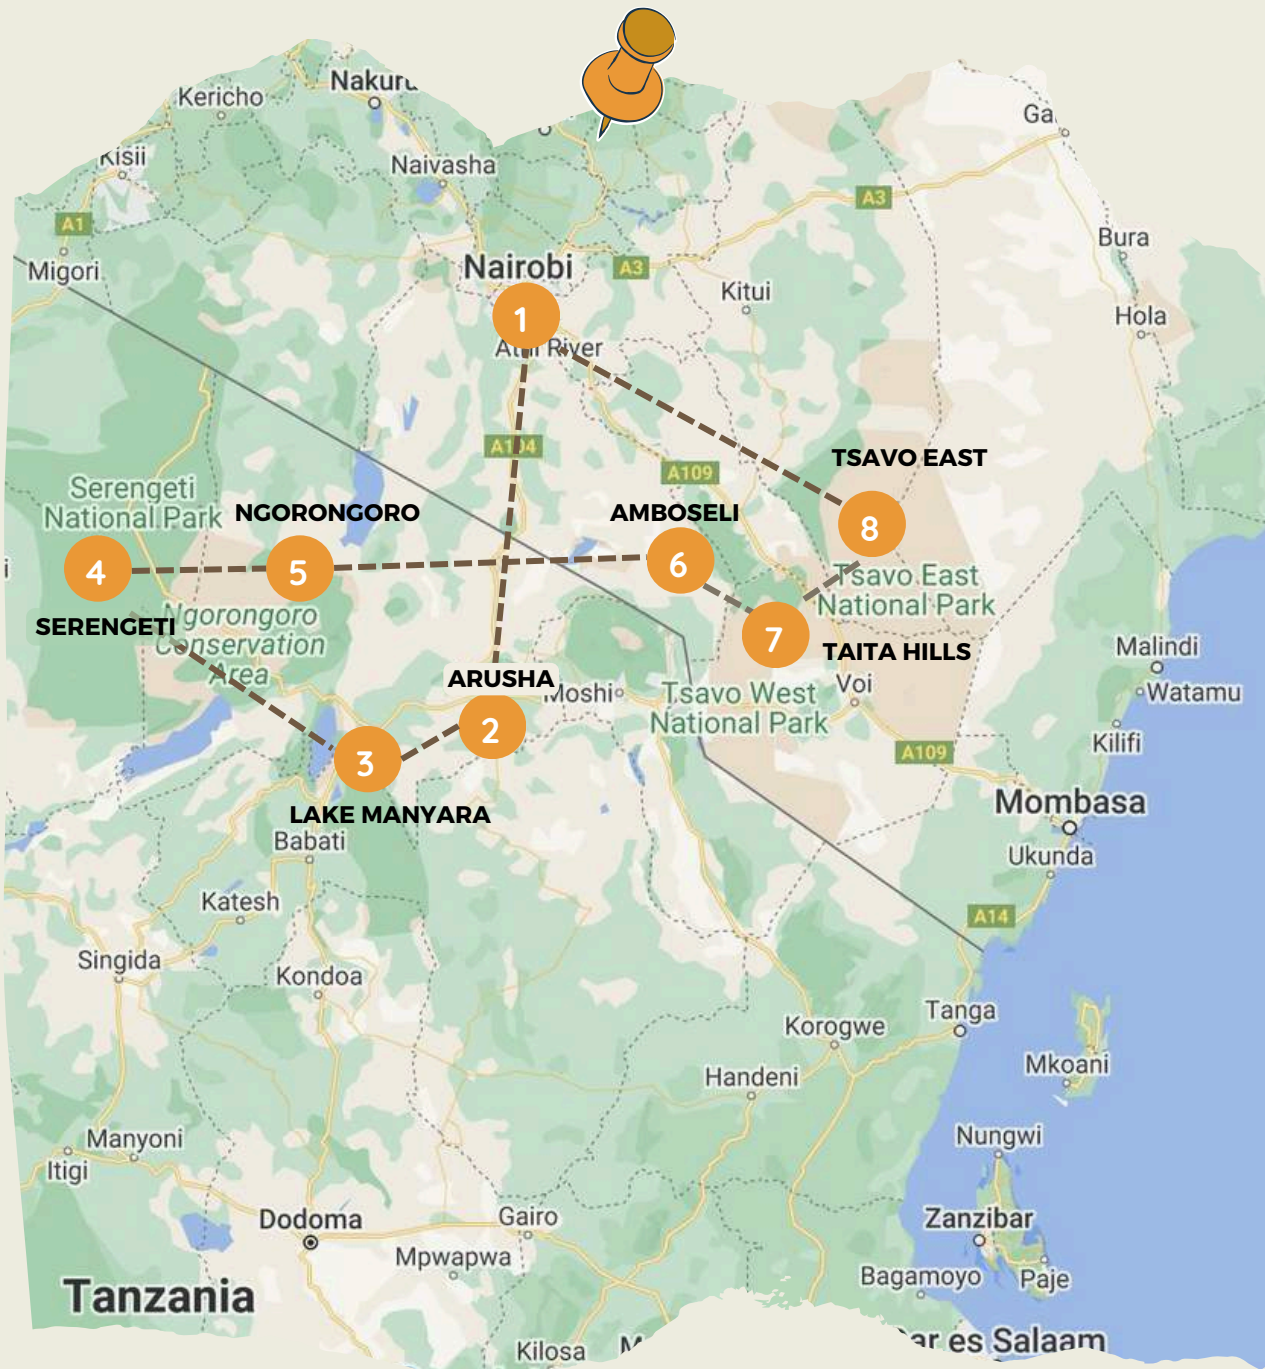 Nakuru
Kericho
Kisii
Naivasha
Ga
A1
A3
Migori
Nairobi
A3
Bura
Kitui
Hola
1
Athi River
A104
A109
TSAVO EAST
Serengeti
National Park
NGORONGORO
AMBOSELI
8
4
5
6
Tsavo East
National Park
SERENGETI
Ngorongoro
Conservation
Area
7
TAITA HILLS
Malindi
ARUSHA
Moshi
Tsavo West
National Park
Voi
Watamu
2
Kilifi
3
A109
LAKE MANYARA
Mombasa
Babati
Ukunda
Katesh
A14
Singida
Kondoa
Tanga
Korogwe
Mkoani
Handeni
Manyoni
Nungwi
Itigi
Dodoma
Gairo
Zanzibar
Mpwapwa
Bagamoyo
Paje
Tanzania
Kilosa
M
ar es Salaam